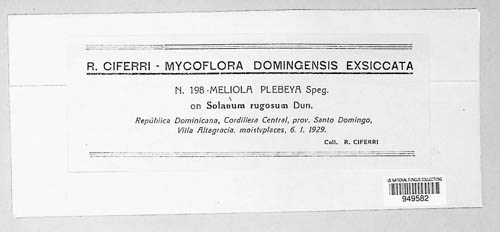 R. CIFERRI - MYCOFLORA DOMINGENSIS EXSICCATA
N. 198 - MELIOLA PLEBEYA Speg.
on Solanum rugosum Dun.
República Dominicana, Cordillera Central, prov. Santo Domingo,
Villa Altagracia. moistvplaces, 6. I. 1929.
Coll. R. CIFERRI
US NATIONAL FUNGUS COLLECTIONS
949582